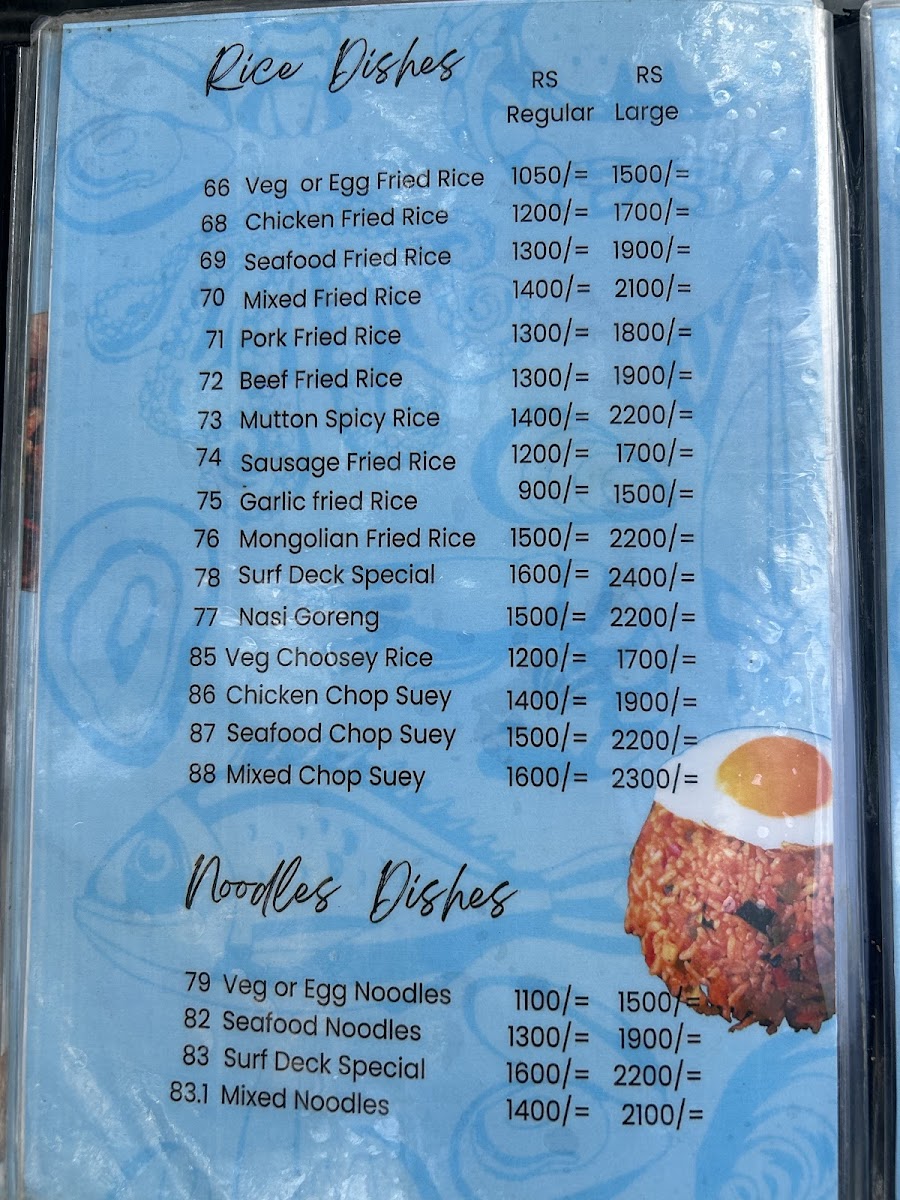 Rice Dishes
RS RS
Regular Large
66 Veg or Egg Fried Rice 1050/= 1500/=
68 Chicken Fried Rice 1200/= 1700/=
69 Seafood Fried Rice 1300/= 1900/=
70 Mixed Fried Rice 1400/= 2100/=
71 Pork Fried Rice 1300/= 1800/=
72 Beef Fried Rice 1300/= 1900/=
73 Mutton Spicy Rice 1400/= 2200/=
74 Sausage Fried Rice 1200/= 1700/=
75 Garlic fried Rice 900/= 1500/=
76 Mongolian Fried Rice 1500/= 2200/=
78 Surf Deck Special 1600/= 2400/=
77 Nasi Goreng 1500/= 2200/=
85 Veg Choosey Rice 1200/= 1700/=
86 Chicken Chop Suey 1400/= 1900/=
87 Seafood Chop Suey 1500/= 2200/=
88 Mixed Chop Suey 1600/= 2300/=
Noodles Dishes
79 Veg or Egg Noodles 1100/= 1500/=
82 Seafood Noodles 1300/= 1900/=
83 Surf Deck Special 1600/= 2200/=
83.1 Mixed Noodles 1400/= 2100/=